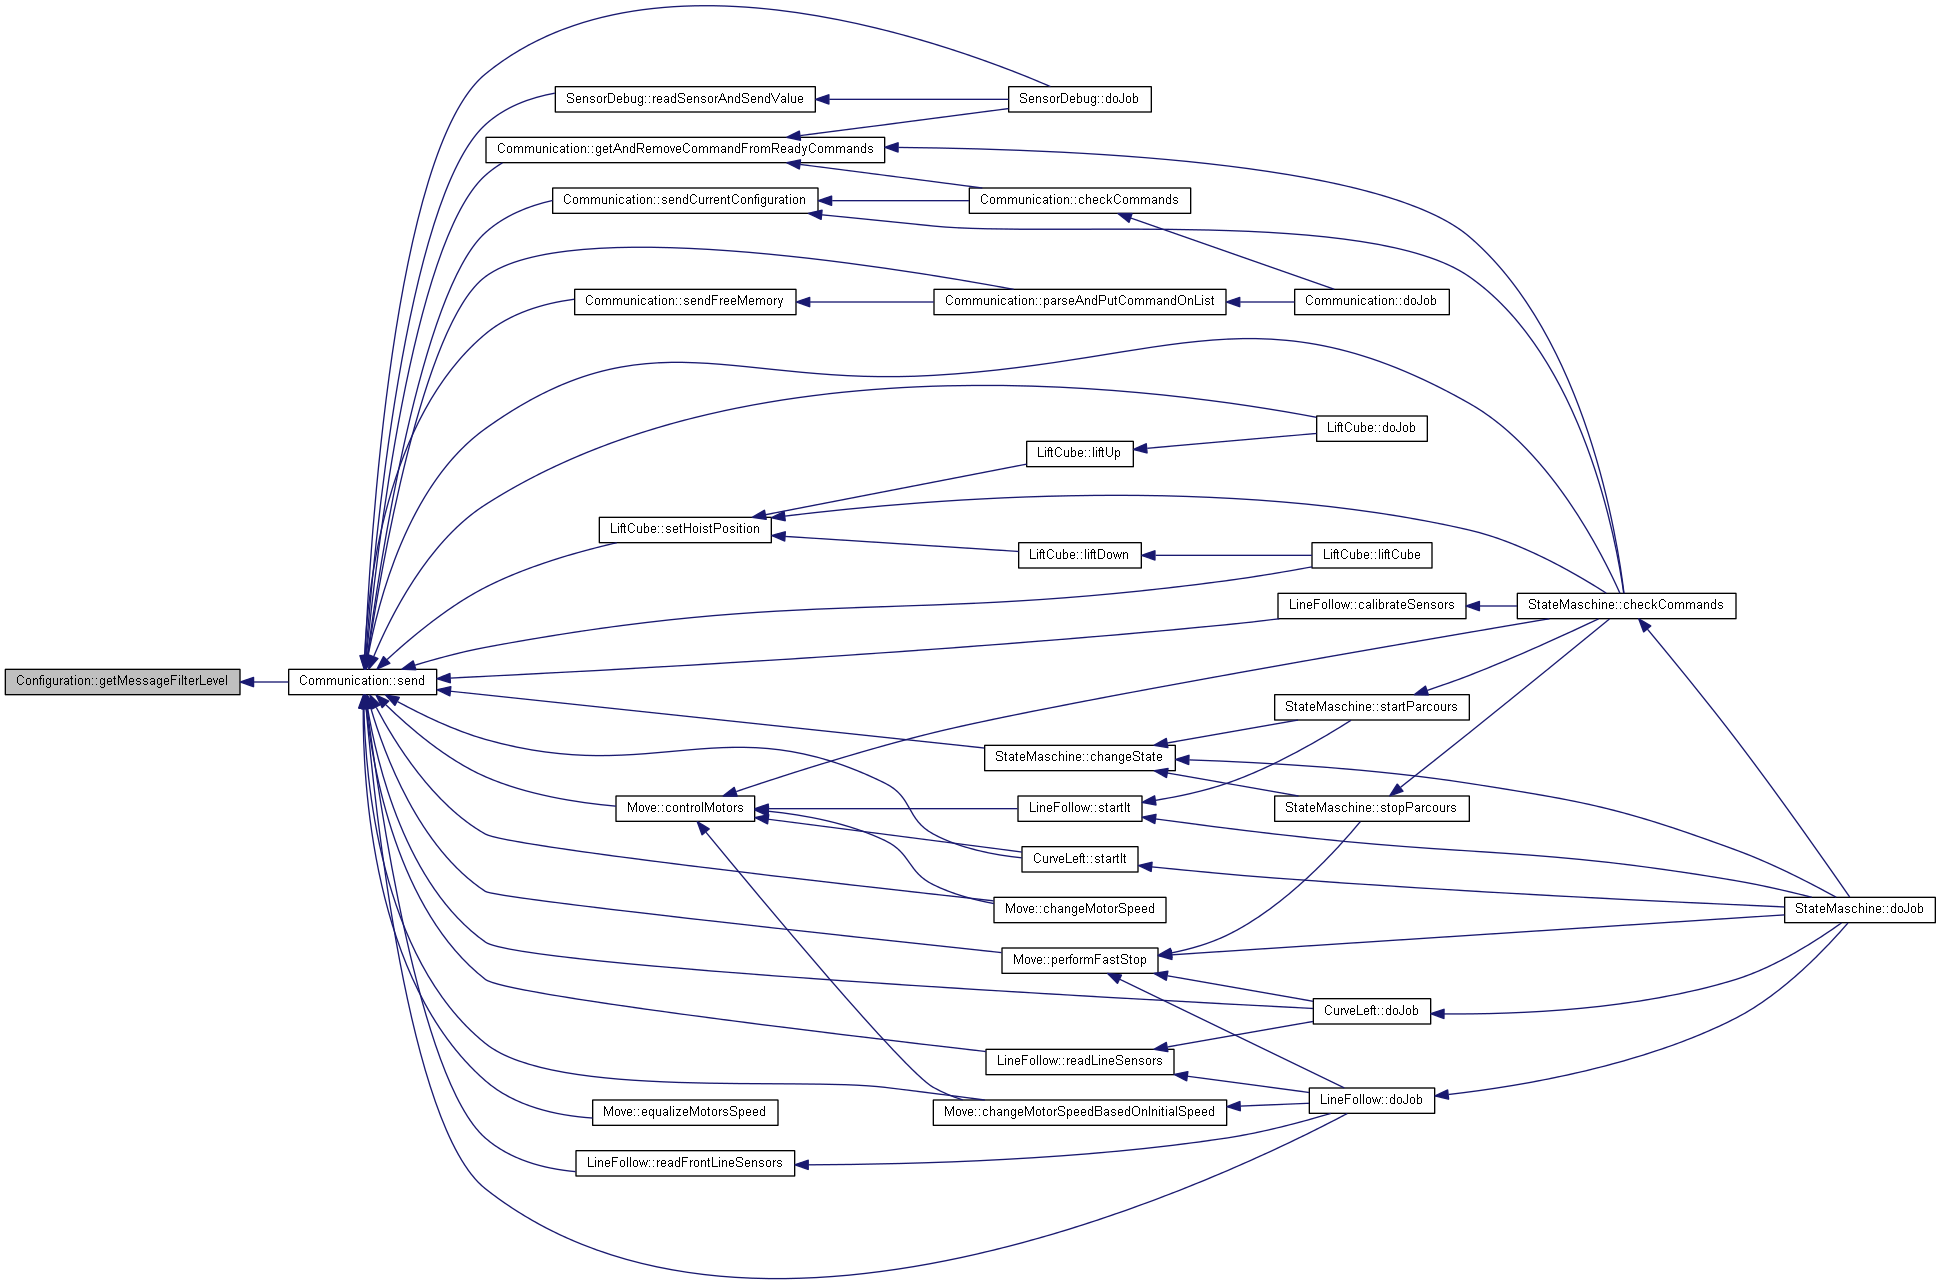 SensorDebug::readSensorAndSendValue
SensorDebug::doJob
Communication::getAndRemoveCommandFromReadyCommands
Communication::sendCurrentConfiguration
Communication::checkCommands
Communication::sendFreeMemory
Communication::parseAndPutCommandOnList
Communication::doJob
LiftCube::doJob
LiftCube::liftUp
LiftCube::setHoistPosition
LiftCube::liftDown
LiftCube::liftCube
LineFollow::calibrateSensors
StateMaschine::checkCommands
Configuration::getMessageFilterLevel
Communication::send
StateMaschine::startParcours
StateMaschine::changeState
Move::controlMotors
LineFollow::startIt
StateMaschine::stopParcours
CurveLeft::startIt
Move::changeMotorSpeed
StateMaschine::doJob
Move::performFastStop
CurveLeft::doJob
LineFollow::readLineSensors
LineFollow::doJob
Move::equalizeMotorsSpeed
Move::changeMotorSpeedBasedOnInitialSpeed
LineFollow::readFrontLineSensors